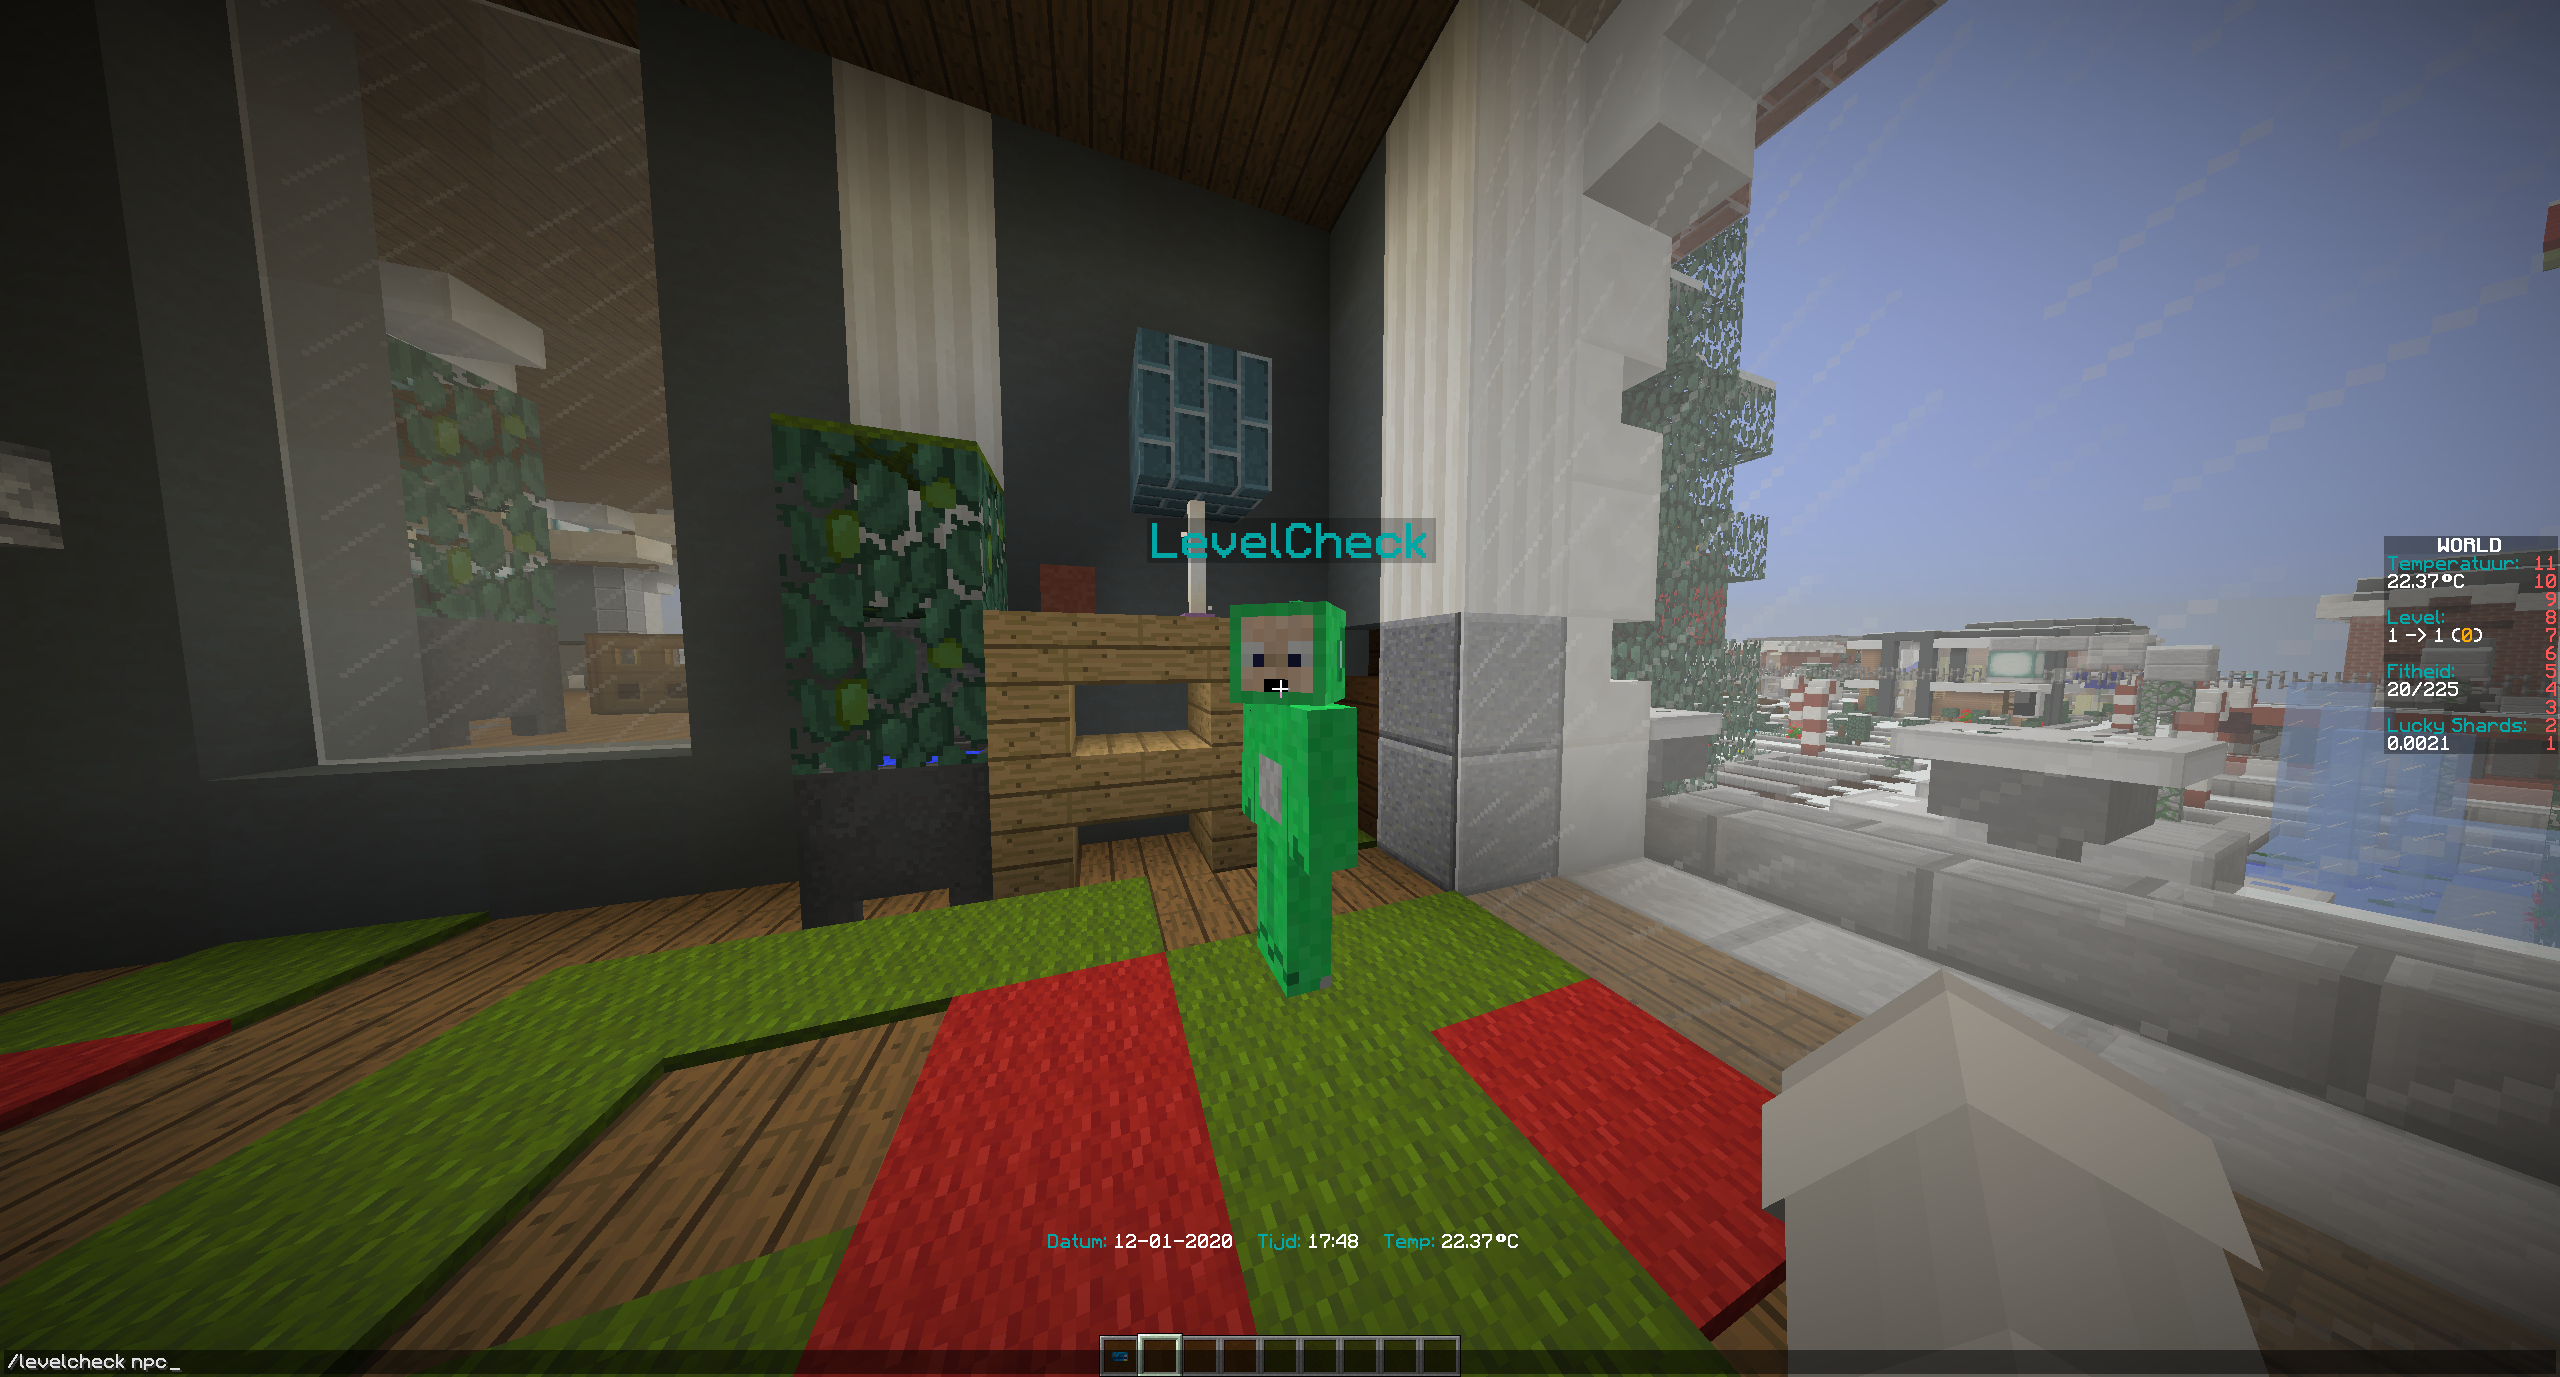 LevelCheck
WORLD
Temperatuur: 11
22.37°C 10
9
Level: 8
1 -> 1 (0) 7
6
Fitheid: 5
20/225 4
3
Lucky Shards: 2
0.0021 1
Datum: 12-01-2020 Tijd: 17:48 Temp: 22.37°C
/levelcheck npc_